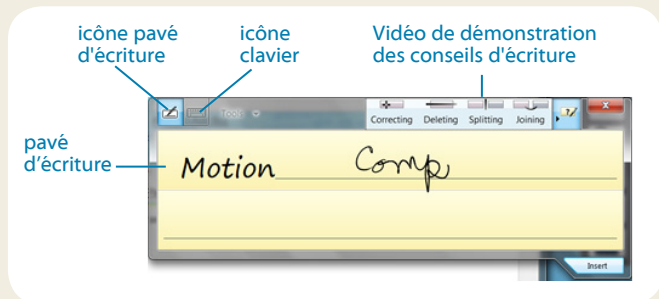 icône pavé d'écriture
icône clavier
Vidéo de démonstration des conseils d'écriture
Tools
Correcting Deleting Splitting Joining
x
pavé d’écriture
Motion Comp
Insert